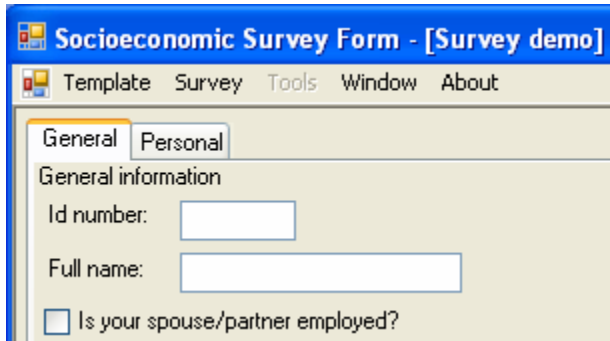 Socioeconomic Survey Form - [Survey demo]
Template Survey Tools Window About
General Personal
General information
Id number:
Full name:
Is your spouse/partner employed?